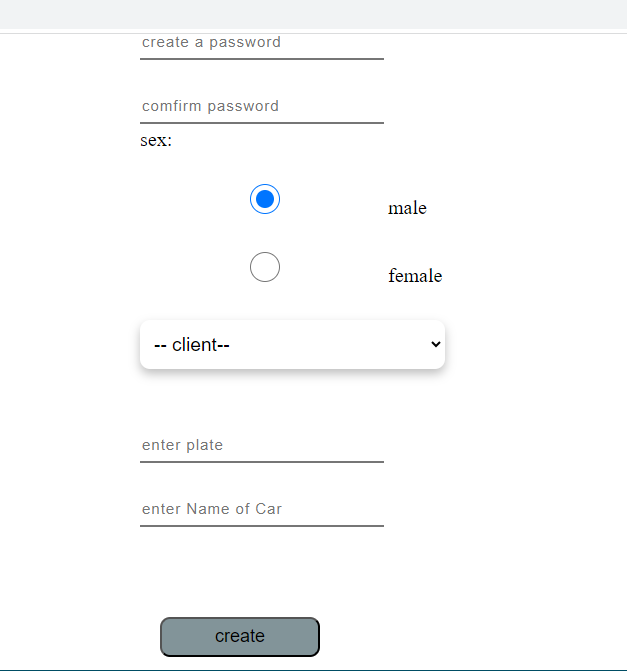 create a password
comfirm password
sex:
male
female
-- client--
enter plate
enter Name of Car
create